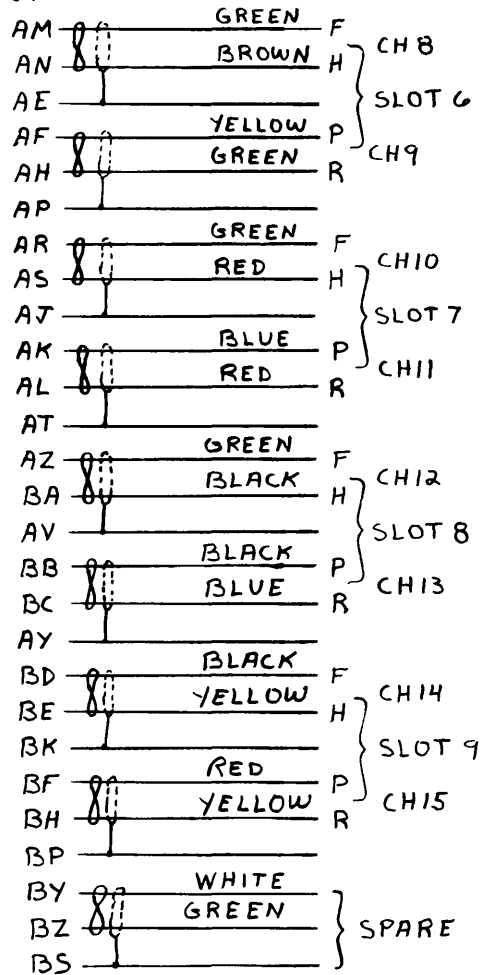 GREEN
AM F
CH 8
BROWN
AN H
SLOT 6
AE
YELLOW
AF P
CH9
GREEN
AH R
AP
GREEN
AR F
CH10
RED
AS H
SLOT 7
AJ
BLUE
AK P
CH11
RED
AL R
AT
GREEN
AZ F
CH12
BLACK
BA H
SLOT 8
AV
BLACK
BB P
CH13
BLUE
BC R
AY
BLACK
BD F
CH14
YELLOW
BE H
SLOT 9
BK
RED
BF P
CH15
YELLOW
BH R
BP
WHITE
BY
GREEN
BZ SPARE
BS